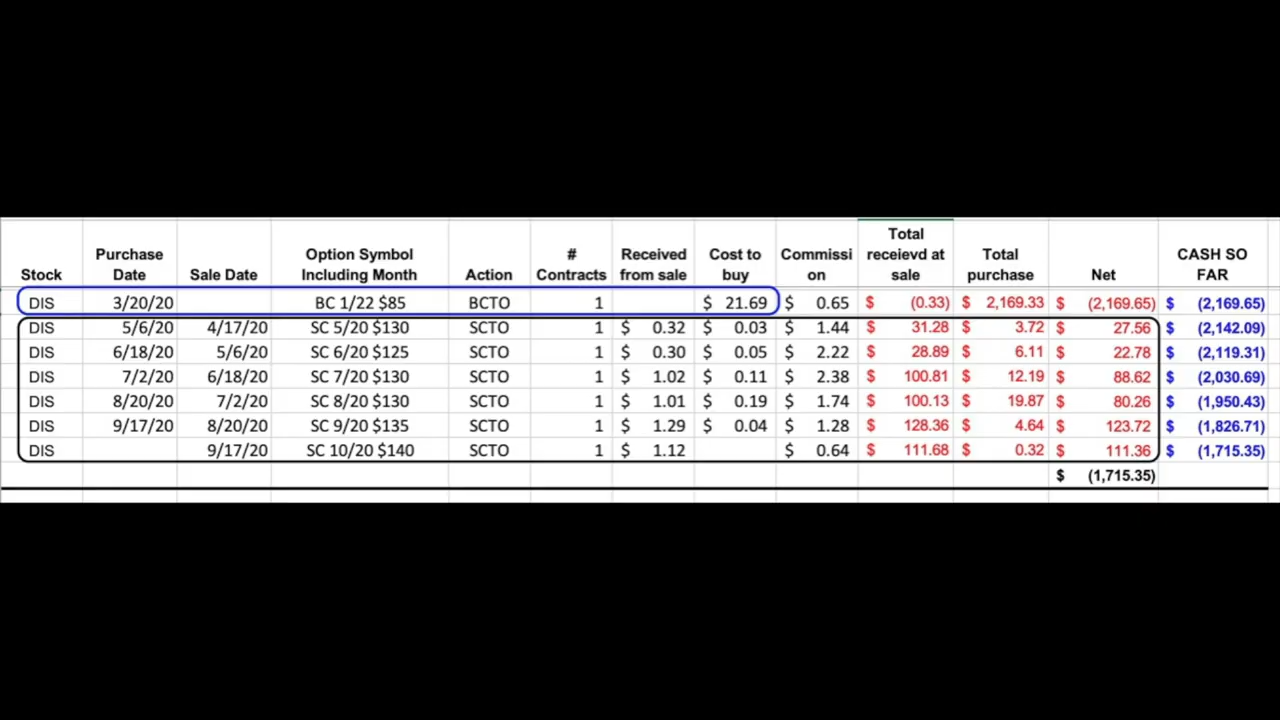 Stock Purchase Date Sale Date Option Symbol Including Month Action # Contracts Received from sale Cost to buy Commissi on Total receievd at sale Total purchase Net CASH SO FAR
DIS 3/20/20 BC 1/22 $85 BCTO 1 $ 21.69 $ 0.65 $ (0.33) $ 2,169.33 $ (2,169.65) $ (2,169.65)
DIS 5/6/20 4/17/20 SC 5/20 $130 SCTO 1 $ 0.32 $ 0.03 $ 1.44 $ 31.28 $ 3.72 $ 27.56 $ (2,142.09)
DIS 6/18/20 5/6/20 SC 6/20 $125 SCTO 1 $ 0.30 $ 0.05 $ 2.22 $ 28.89 $ 6.11 $ 22.78 $ (2,119.31)
DIS 7/2/20 6/18/20 SC 7/20 $130 SCTO 1 $ 1.02 $ 0.11 $ 2.38 $ 100.81 $ 12.19 $ 88.62 $ (2,030.69)
DIS 8/20/20 7/2/20 SC 8/20 $130 SCTO 1 $ 1.01 $ 0.19 $ 1.74 $ 100.13 $ 19.87 $ 80.26 $ (1,950.43)
DIS 9/17/20 8/20/20 SC 9/20 $135 SCTO 1 $ 1.29 $ 0.04 $ 1.28 $ 128.36 $ 4.64 $ 123.72 $ (1,826.71)
DIS 9/17/20 SC 10/20 $140 SCTO 1 $ 1.12 $ 0.64 $ 111.68 $ 0.32 $ 111.36 $ (1,715.35)
$ (1,715.35)